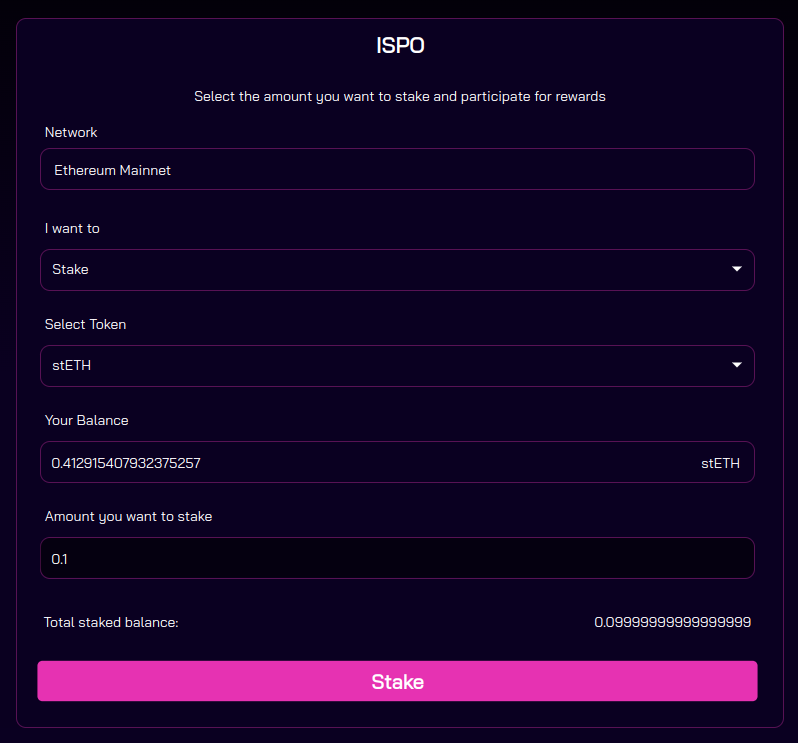 ISPO
Select the amount you want to stake and participate for rewards
Network
Ethereum Mainnet
I want to
Stake
Select Token
stETH
Your Balance
0.412915407932375257 stETH
Amount you want to stake
0.1
Total staked balance: 0.09999999999999999
Stake